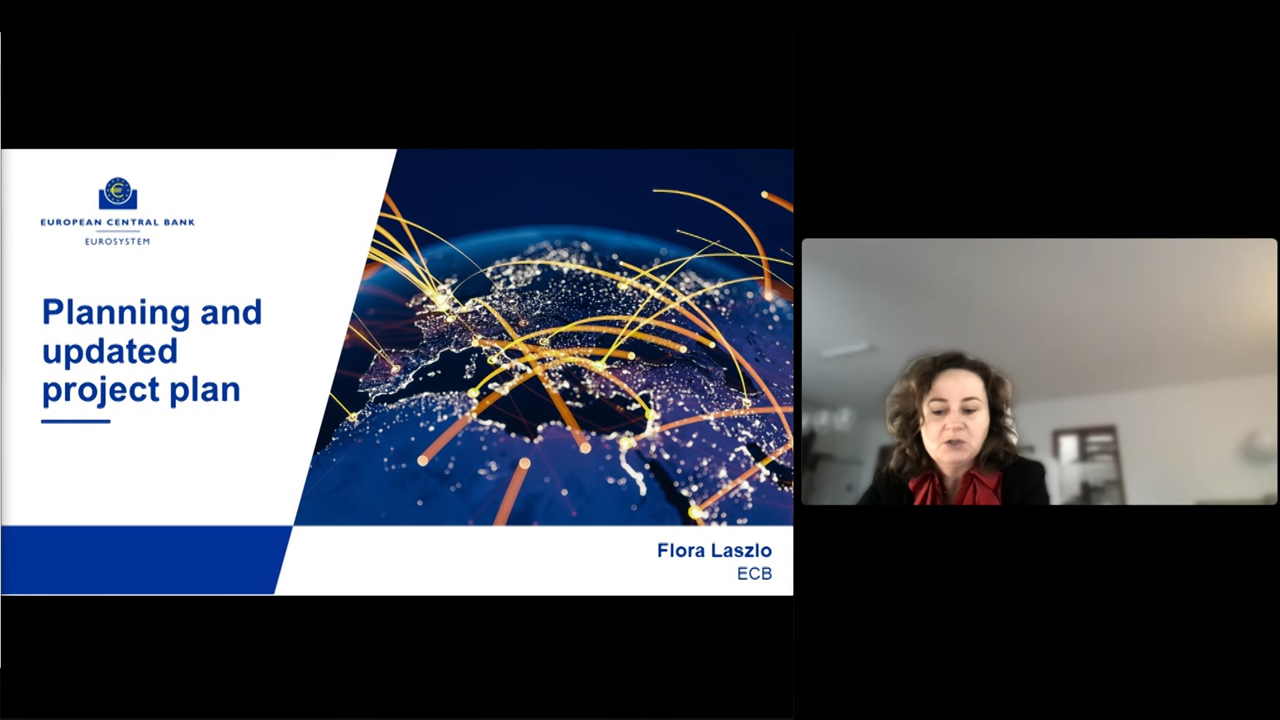 EUROPEAN CENTRAL BANK
EUROSYSTEM
Planning and
updated
project plan
Flora Laszlo
ECB